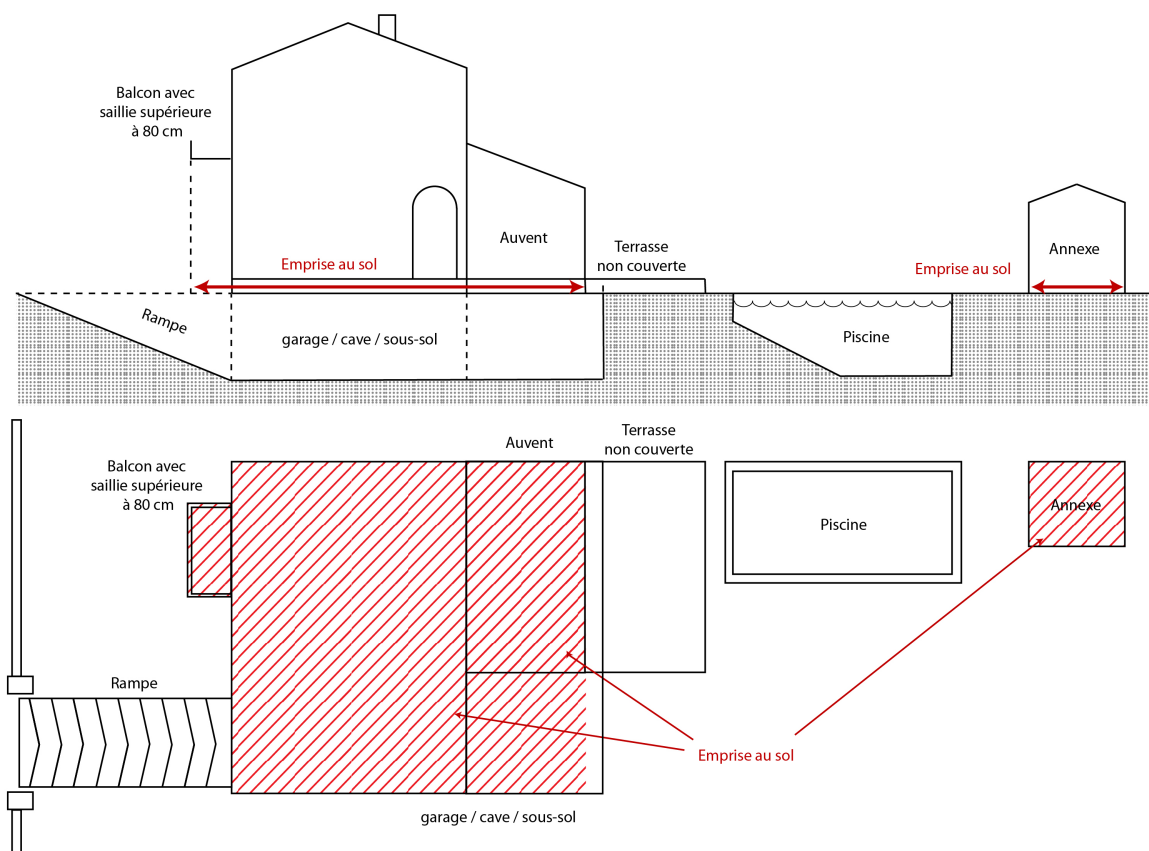 Balcon avec
saillie supérieure
à 80 cm
Auvent
Terrasse
non couverte
Emprise au sol
Annexe
Emprise au sol
Rampe
garage / cave / sous-sol
Piscine
Auvent
Terrasse
non couverte
Balcon avec
saillie supérieure
à 80 cm
Annexe
Piscine
Rampe
Emprise au sol
garage / cave / sous-sol